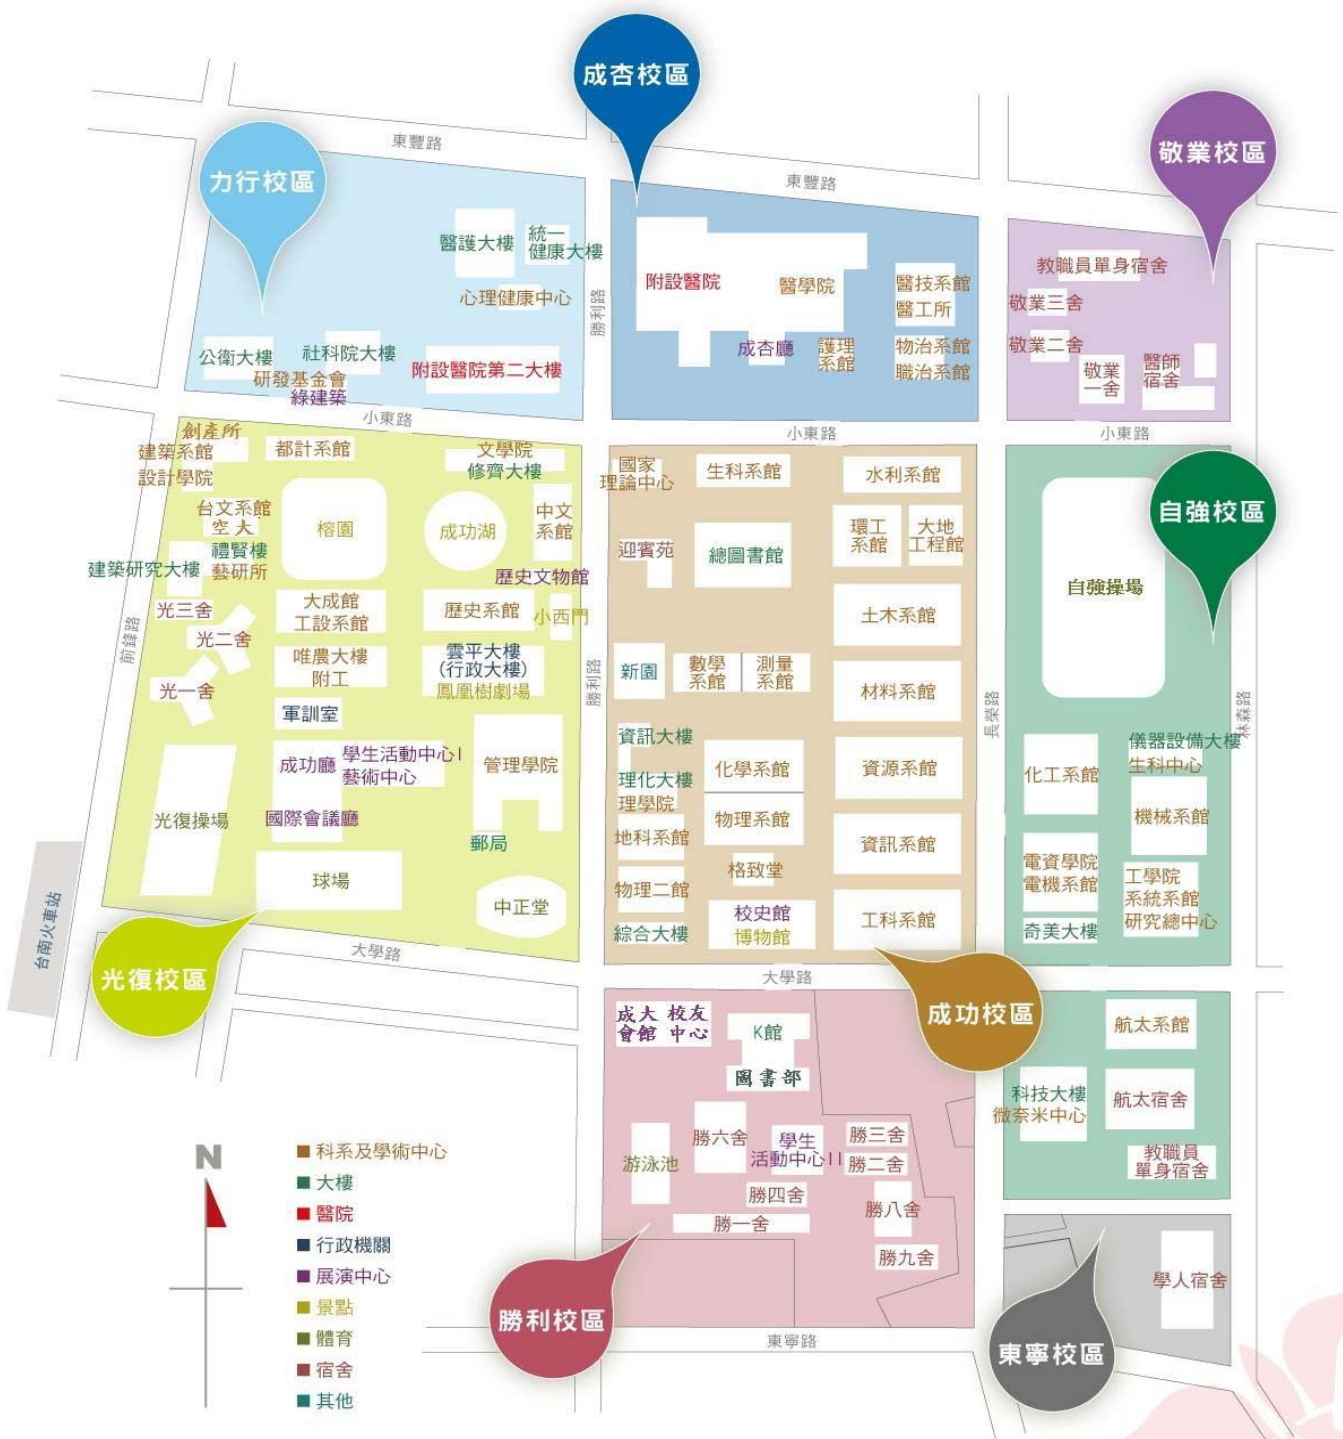 成杏校區
敬業校區
力行校區
東豐路
東豐路
醫護大樓
統一
健康大樓
心理健康中心
公衛大樓
社科院大樓
研發基金會
綠建築
附設醫院第二大樓
勝利路
附設醫院
醫學院
醫技系館
醫工所
成杏廳
護理
系館
物治系館
職治系館
教職員單身宿舍
敬業三舍
敬業二舍
敬業
一舍
醫師
宿舍
小東路
小東路
小東路
創產所
建築系館
設計學院
都計系館
文學院
修齊大樓
台文系館
空大
榕園
成功湖
中文
系館
禮賢樓
藝研所
建築研究大樓
歷史文物館
光三舍
大成館
工設系館
歷史系館
小西門
光二舍
唯農大樓
附工
雲平大樓
(行政大樓)
鳳凰樹劇場
光一舍
軍訓室
成功廳
學生活動中心I
藝術中心
管理學院
國際會議廳
光復操場
郵局
球場
中正堂
前鋒路
台南火車站
光復校區
大學路
勝利路
國家
理論中心
生科系館
水利系館
迎賓苑
總圖書館
環工
系館
大地
工程館
土木系館
新園
數學
系館
測量
系館
材料系館
資訊大樓
化學系館
資源系館
理化大樓
理學院
物理系館
地科系館
資訊系館
格致堂
物理二館
校史館
博物館
工科系館
綜合大樓
大學路
成功校區
長榮路
自強校區
自強操場
林森路
儀器設備大樓
生科中心
化工系館
機械系館
電資學院
電機系館
工學院
系統系館
研究總中心
奇美大樓
航太系館
科技大樓
微奈米中心
航太宿舍
教職員
單身宿舍
成大 校友
會館 中心
K館
圖書部
勝六舍
學生
活動中心II
勝三舍
勝二舍
游泳池
勝四舍
勝一舍
勝八舍
勝九舍
勝利校區
東寧路
學人宿舍
東寧校區
N
科系及學術中心
大樓
醫院
行政機關
展演中心
景點
體育
宿舍
其他